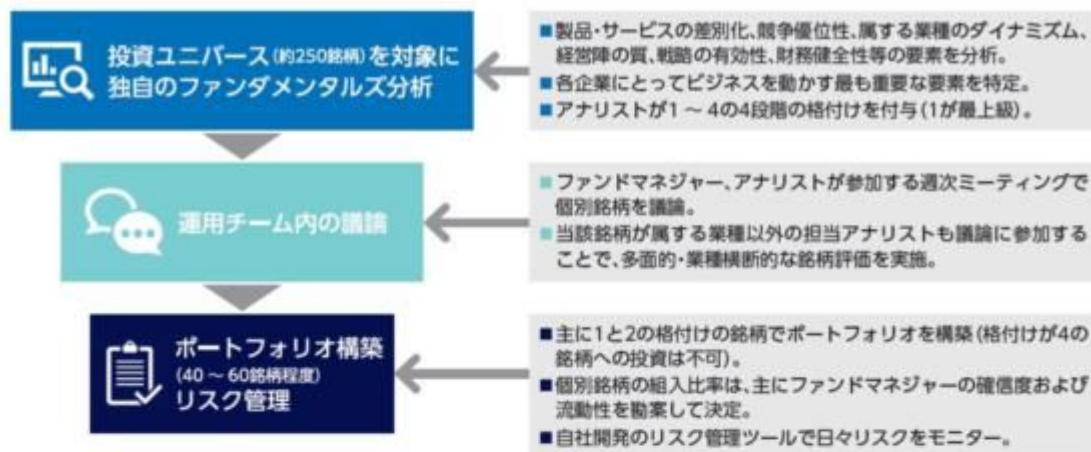 投資ユニバース(約250銘柄)を対象に
独自のファンダメンタルズ分析
■製品・サービスの差別化、競争優位性、属する業種のダイナミズム、
経営陣の質、戦略の有効性、財務健全性等の要素を分析。
■各企業にとってビジネスを動かす最も重要な要素を特定。
■アナリストが1～4の4段階の格付けを付与(1が最上級)。
運用チーム内の議論
■ファンドマネジャー、アナリストが参加する週次ミーティングで
個別銘柄を議論。
■当該銘柄が属する業種以外の担当アナリストも議論に参加する
ことで、多面的・業種横断的な銘柄評価を実施。
ポートフォリオ構築
(40～60銘柄程度)
リスク管理
■主に1と2の格付けの銘柄でポートフォリオを構築(格付けが4の
銘柄への投資は不可)。
■個別銘柄の組入比率は、主にファンドマネジャーの確信度および
流動性を勘案して決定。
■自社開発のリスク管理ツールで日々リスクをモニター。